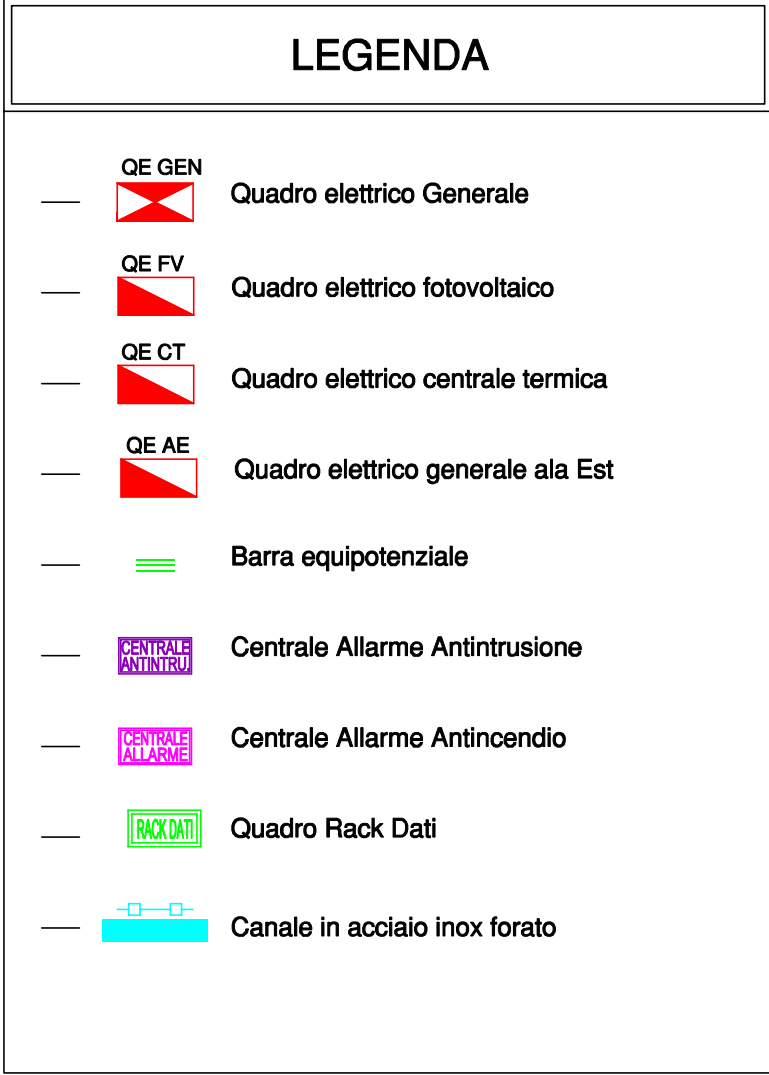 LEGENDA
QE GEN
Quadro elettrico Generale
QE FV
Quadro elettrico fotovoltaico
QE CT
Quadro elettrico centrale termica
QE AE
Quadro elettrico generale ala Est
Barra equipotenziale
CENTRALE
ANTINTRU.
Centrale Allarme Antintrusione
CENTRALE
ALLARME
Centrale Allarme Antincendio
RACK DATI
Quadro Rack Dati
Canale in acciaio inox forato